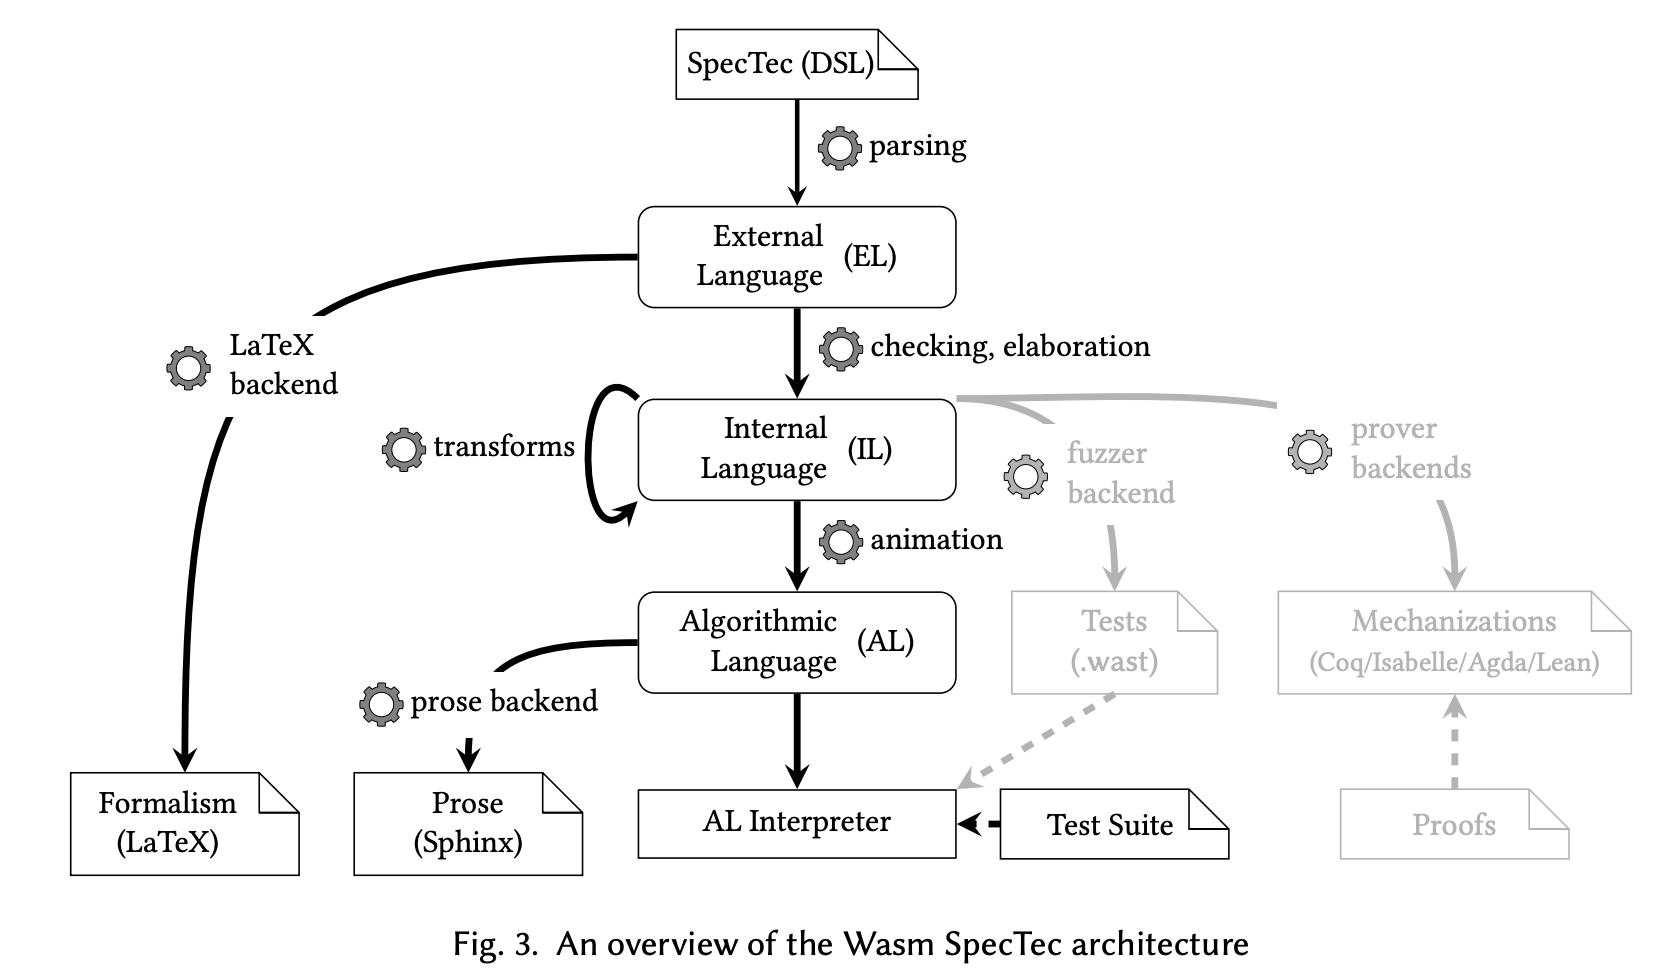 SpecTec (DSL)
parsing
External
Language
(EL)
LaTeX
backend
checking, elaboration
transforms
Internal
Language
(IL)
fuzzer
backend
prover
backends
animation
Algorithmic
Language
(AL)
Tests
(.wast)
Mechanizations
(Coq/Isabelle/Agda/Lean)
prose backend
Formalism
(LaTeX)
Prose
(Sphinx)
AL Interpreter
Test Suite
Proofs
Fig. 3. An overview of the Wasm SpecTec architecture